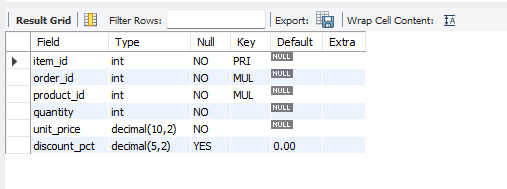 Result Grid Filter Rows: Export: Wrap Cell Content:
Field Type Null Key Default Extra
item_id int NO PRI NULL
order_id int NO MUL NULL
product_id int NO MUL NULL
quantity int NO
unit_price decimal(10,2) NO NULL
discount_pct decimal(5,2) YES 0.00